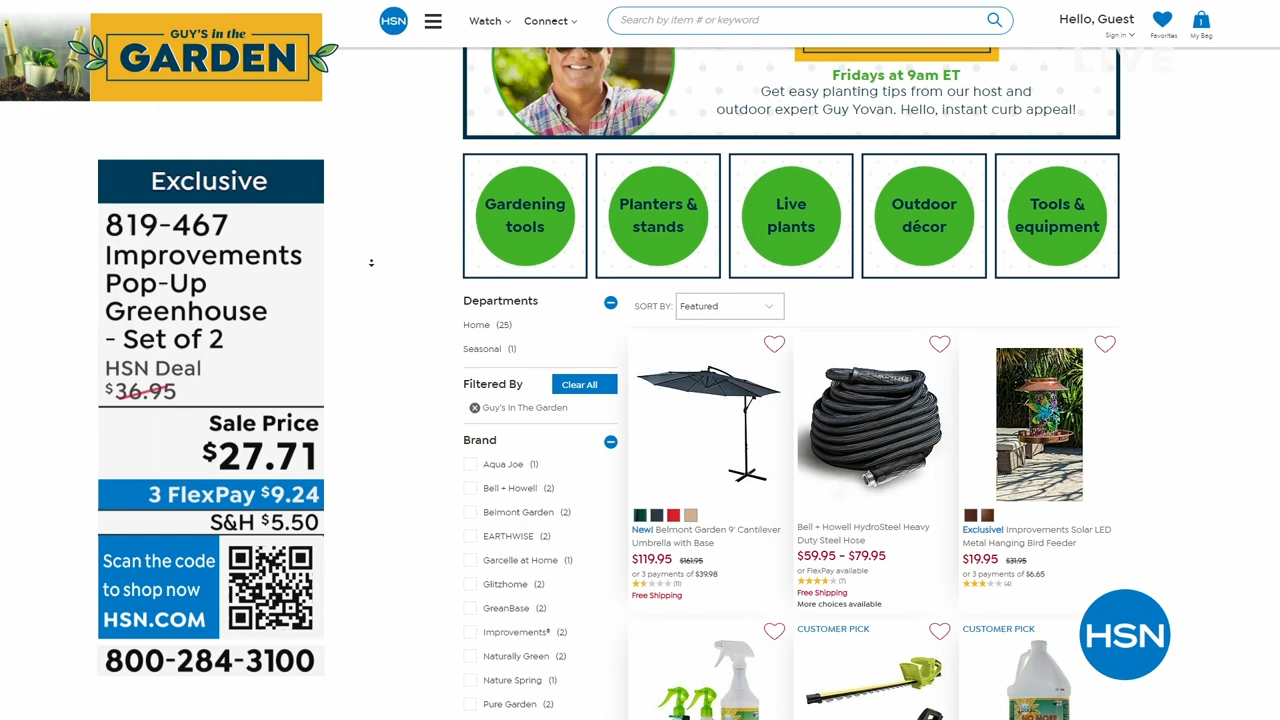 GUY'S in the
GARDEN
HSN
Watch
Connect
Search by item # or keyword
Hello, Guest
Sign In
Favorites
1
My Bag
LIVE
Fridays at 9am ET
Get easy planting tips from our host and
outdoor expert Guy Yovan. Hello, instant curb appeal!
Exclusive
819-467
Improvements
Pop-Up
Greenhouse
- Set of 2
HSN Deal
$36.95
Sale Price
$27.71
3 FlexPay $9.24
S&H $5.50
Scan the code
to shop now
HSN.COM
800-284-3100
Gardening
tools
Planters &
stands
Live
plants
Outdoor
décor
Tools &
equipment
Departments
Home (25)
Seasonal (1)
Filtered By
Clear All
Guy's In The Garden
Brand
Aqua Joe (1)
Bell + Howell (2)
Belmont Garden (2)
EARTHWISE (2)
Garcelle at Home (1)
Glitzhome (2)
GreanBase (2)
Improvements® (2)
Naturally Green (2)
Nature Spring (1)
Pure Garden (2)
SORT BY: Featured
New! Belmont Garden 9' Cantilever
Umbrella with Base
$119.95 $161.95
or 3 payments of $39.98
(11)
Free Shipping
Bell + Howell HydroSteel Heavy
Duty Steel Hose
$59.95 - $79.95
or FlexPay available
(7)
Free Shipping
More choices available
Exclusive! Improvements Solar LED
Metal Hanging Bird Feeder
$19.95 $31.95
or 3 payments of $6.65
(4)
CUSTOMER PICK
CUSTOMER PICK
NO MORE
HSN